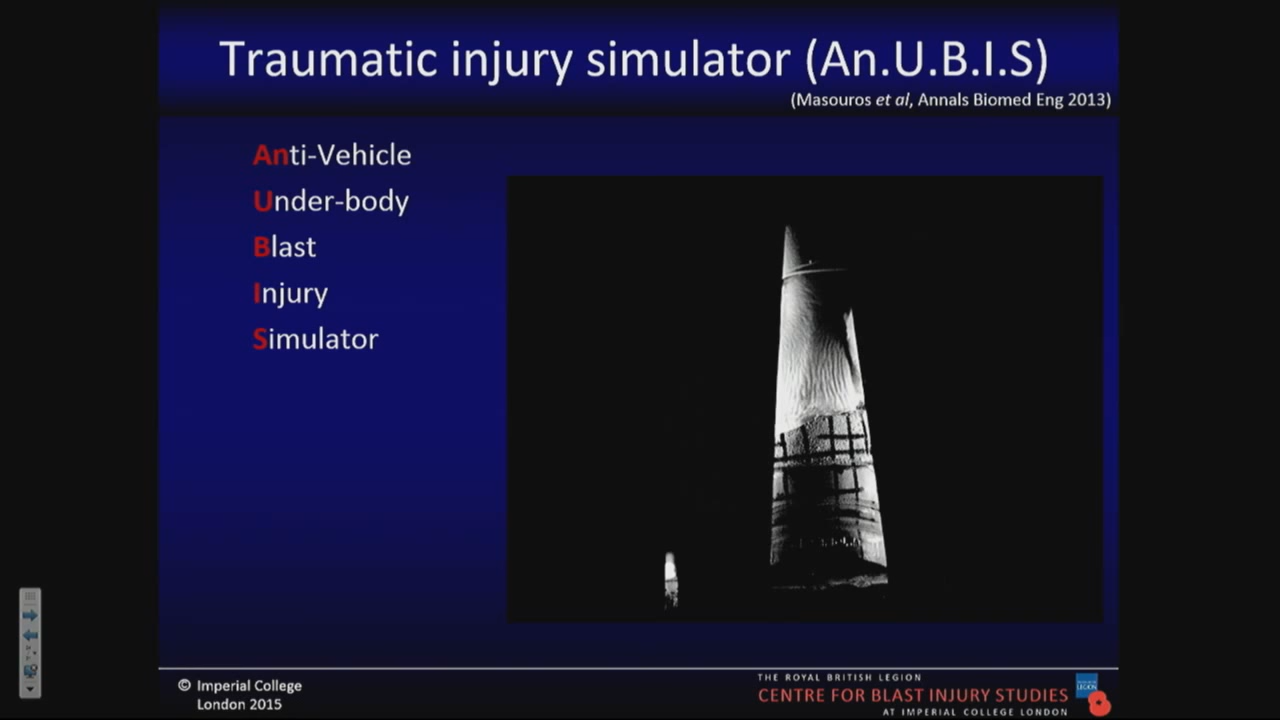 Traumatic injury simulator (An.U.B.I.S)
(Masouros et al, Annals Biomed Eng 2013)
Anti-Vehicle
Under-body
Blast
Injury
Simulator
© Imperial College
London 2015
THE ROYAL BRITISH LEGION
CENTRE FOR BLAST INJURY STUDIES
AT IMPERIAL COLLEGE LONDON